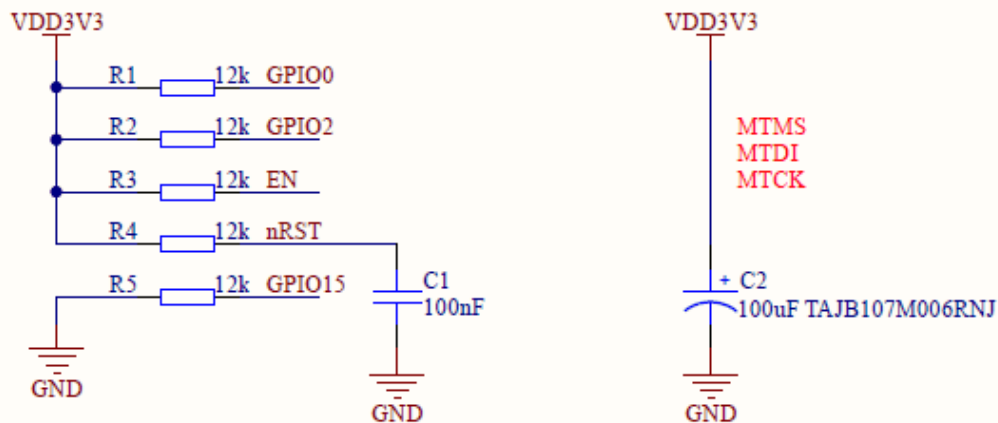 VDD3V3
R1 12k GPIO0
R2 12k GPIO2
R3 12k EN
R4 12k nRST
R5 12k GPIO15
C1
100nF
GND
GND
VDD3V3
MTMS
MTDI
MTCK
+ C2
100uF TAJB107M006RNJ
GND